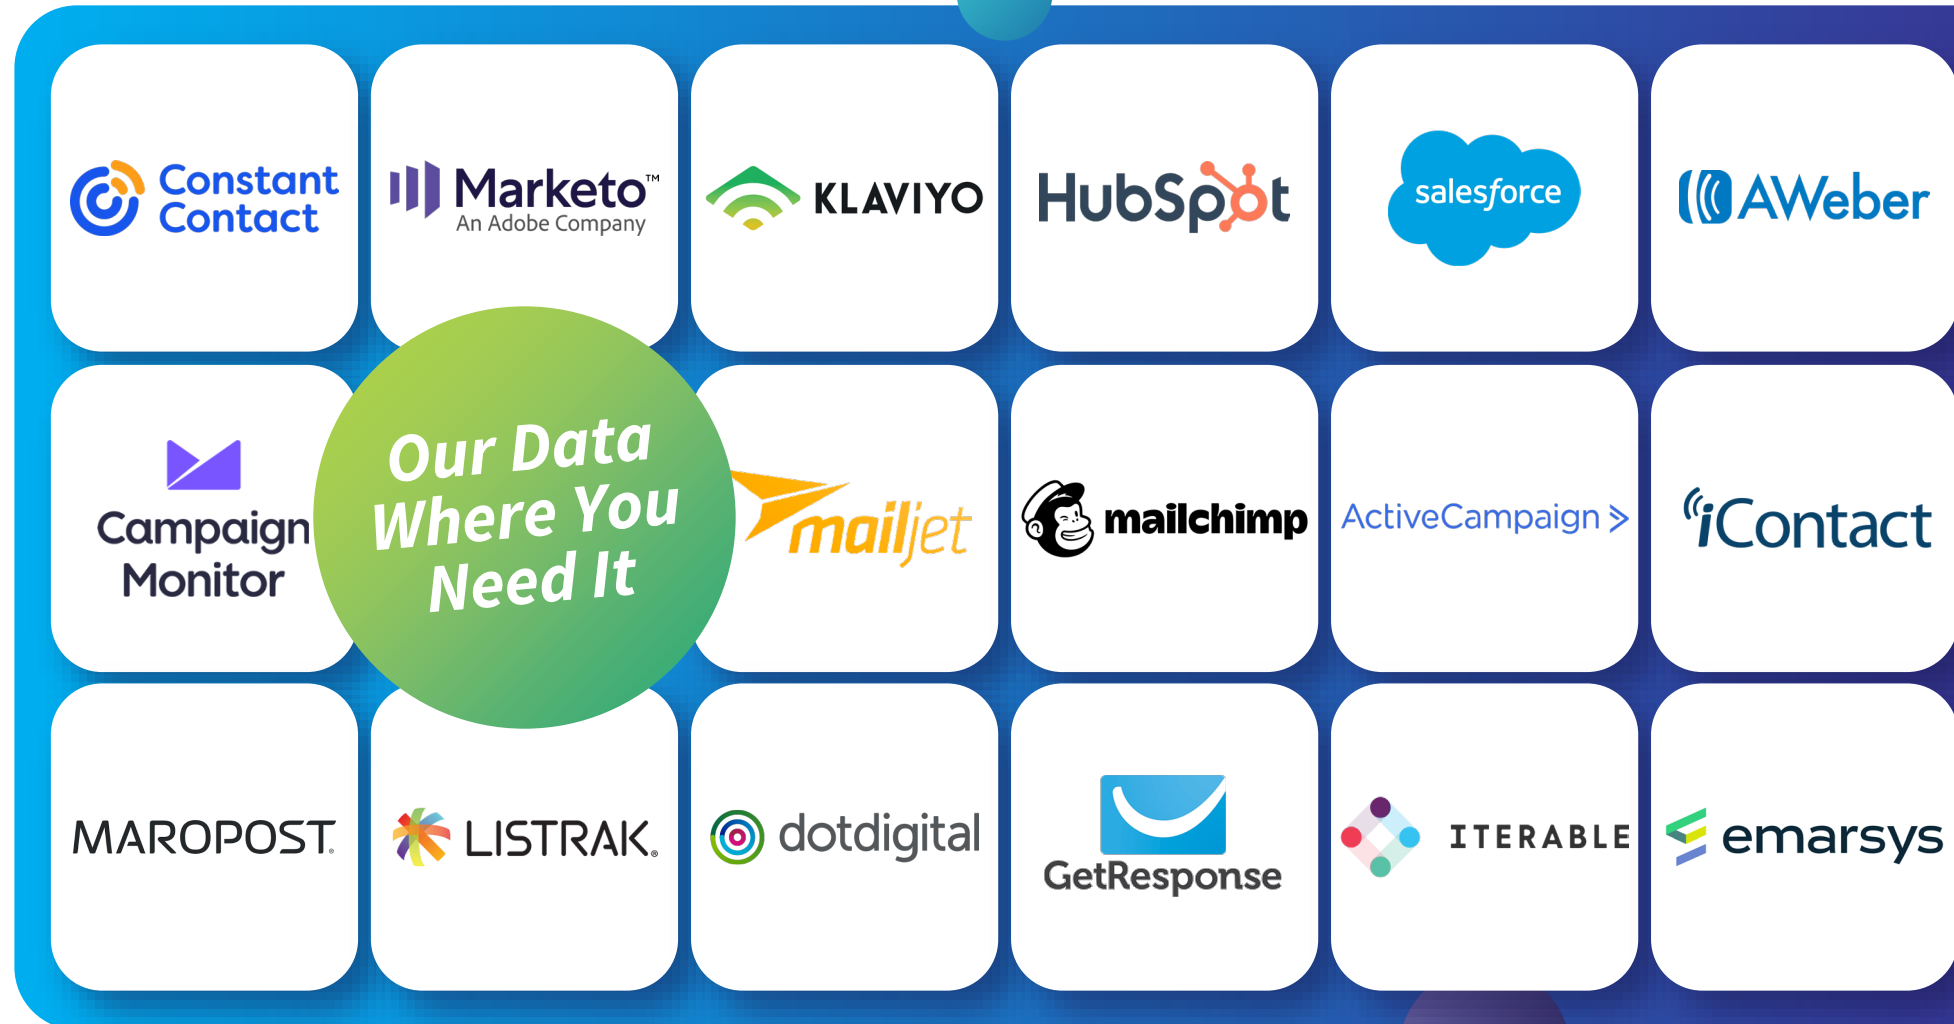 Constant
Contact
Marketo™
An Adobe Company
KLAVIYO
HubSpot
salesforce
AWeber
Campaign
Monitor
Our Data
Where You
Need It
mailjet
mailchimp
ActiveCampaign >
iContact
MAROPOST®
LISTRAK®
dotdigital
GetResponse
ITERABLE
emarsys